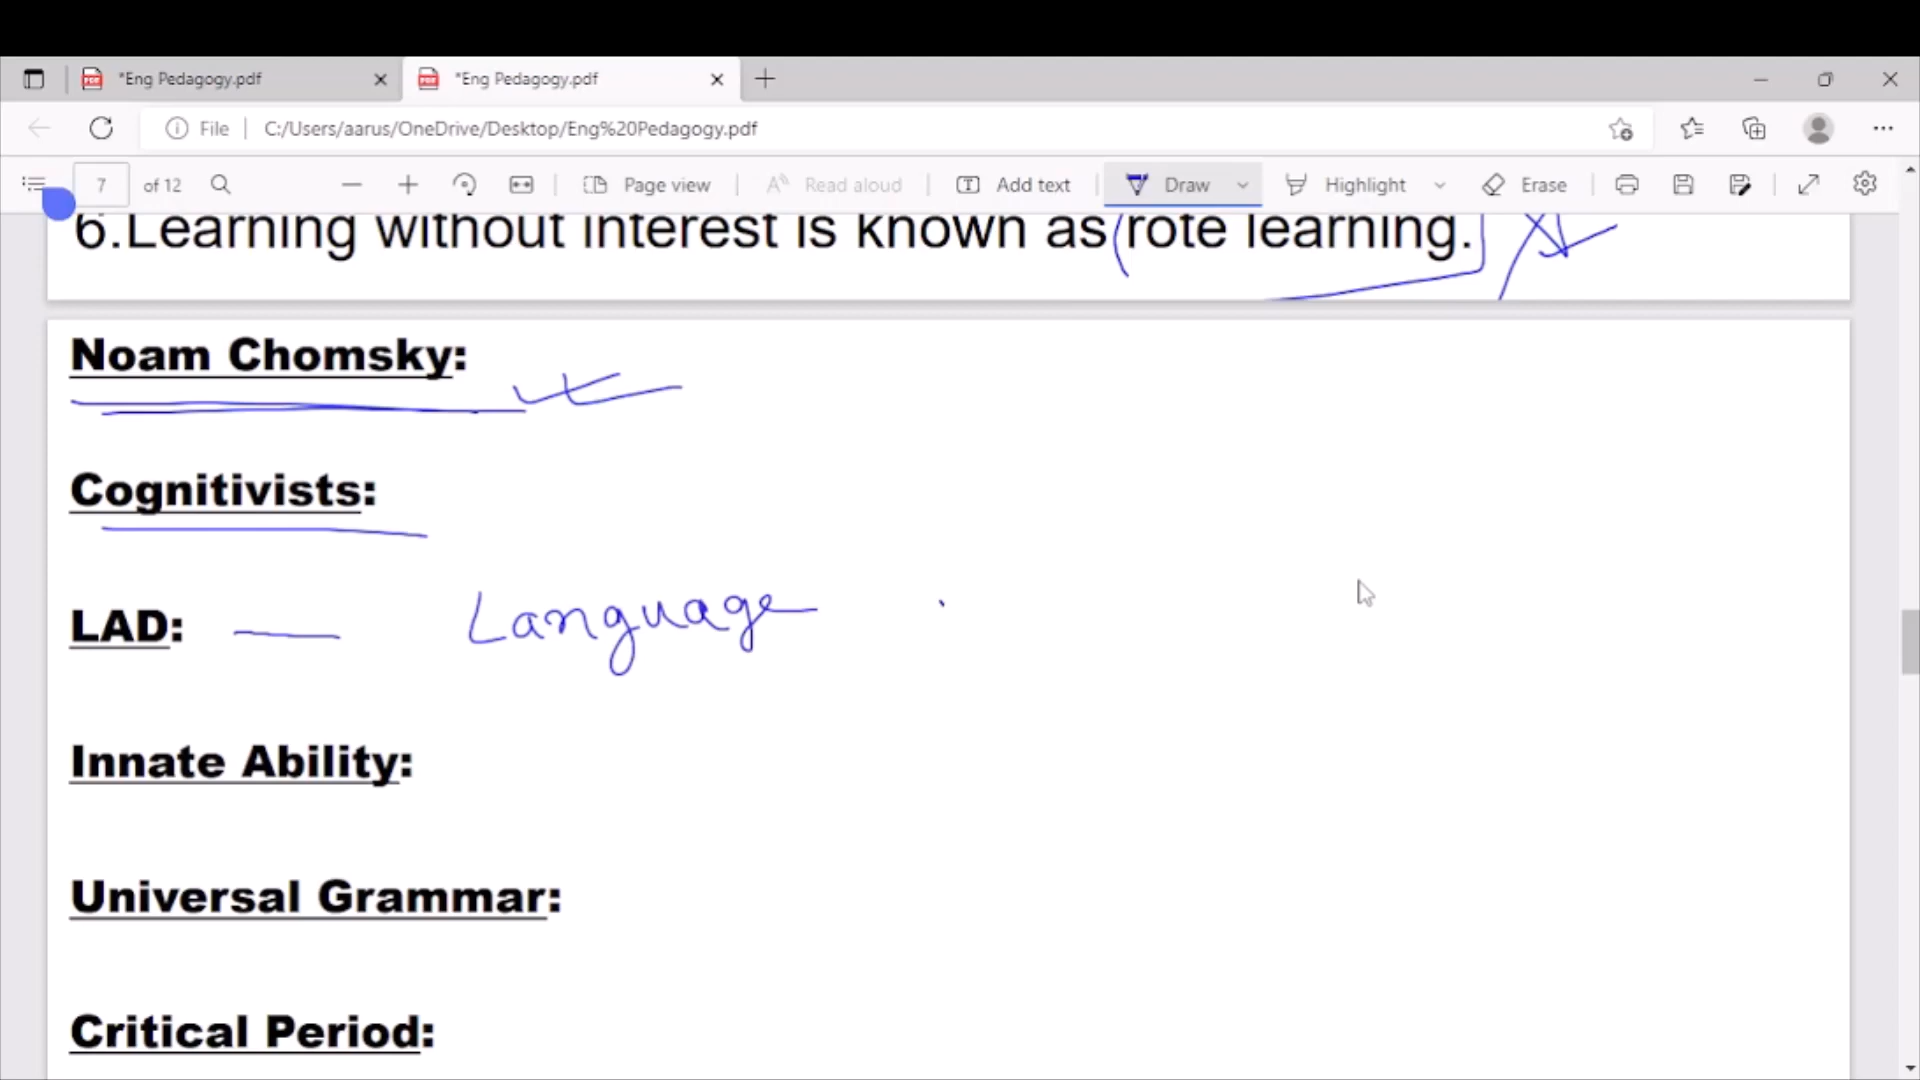 *Eng Pedagogy.pdf
*Eng Pedagogy.pdf
File
C:/Users/aarus/OneDrive/Desktop/Eng%20Pedagogy.pdf
7 of 12
Page view
Read aloud
Add text
Draw
Highlight
Erase
6.Learning without interest is known as rote learning.
Noam Chomsky:
Cognitivists:
LAD: — Language
Innate Ability:
Universal Grammar:
Critical Period: